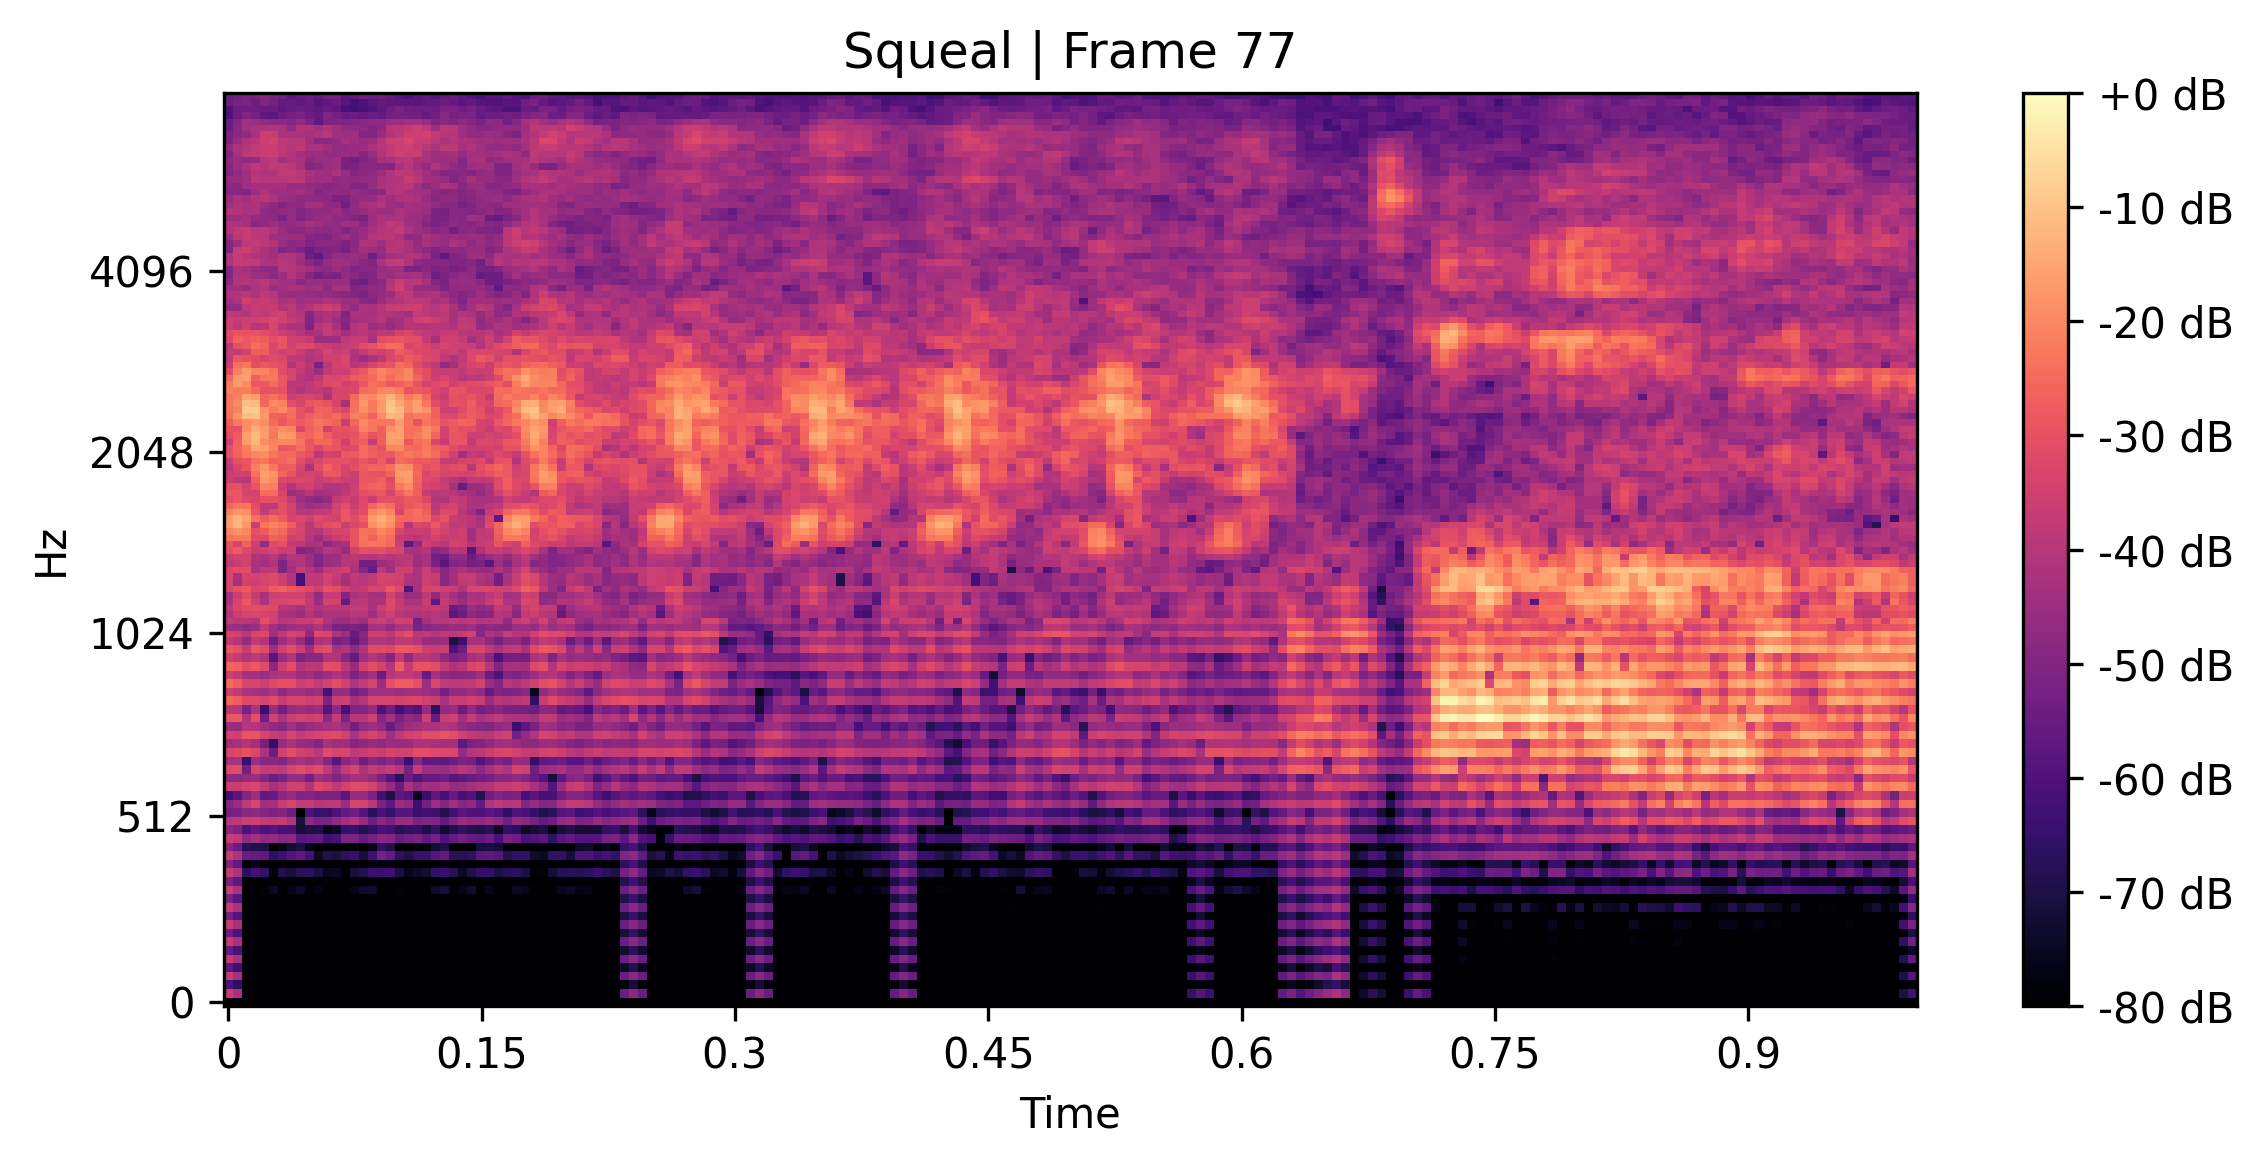 Squeal | Frame 77
+0 dB
-10 dB
-20 dB
-30 dB
-40 dB
-50 dB
-60 dB
-70 dB
-80 dB
4096
2048
1024
512
0
Hz
0 0.15 0.3 0.45 0.6 0.75 0.9
Time